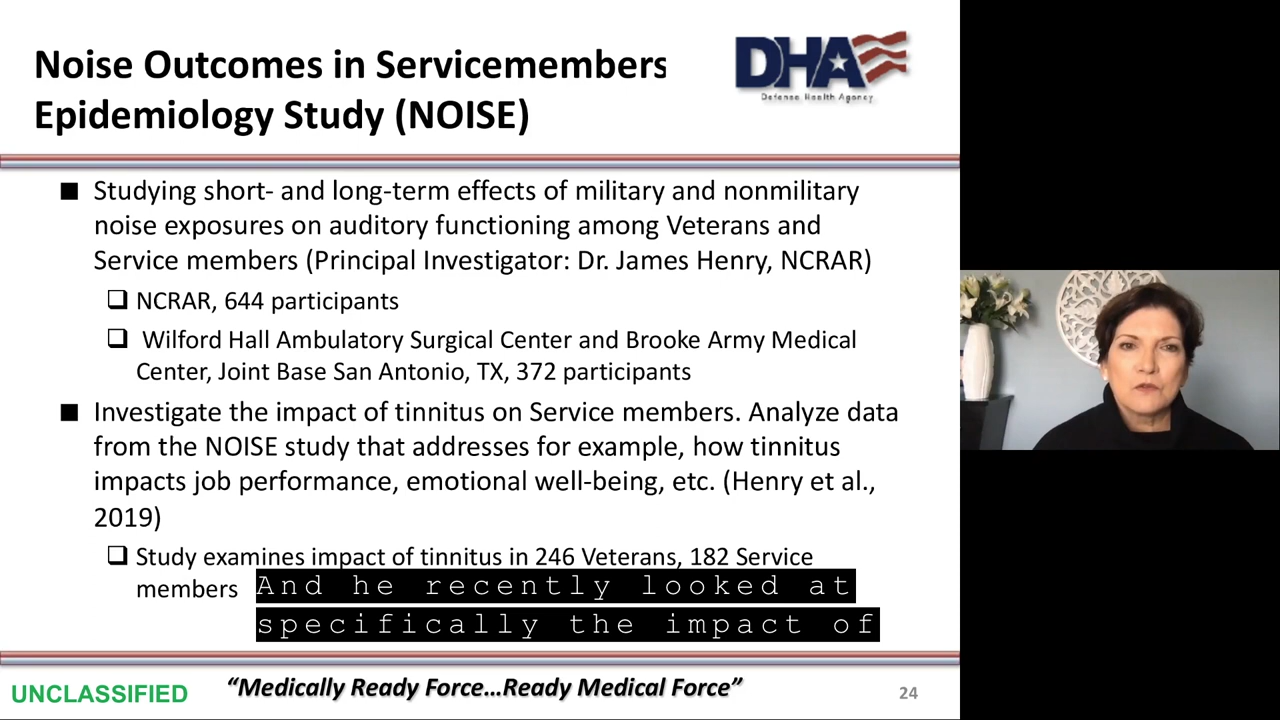 Noise Outcomes in Servicemembers
Epidemiology Study (NOISE)
DHA
Defense Health Agency
Studying short- and long-term effects of military and nonmilitary
noise exposures on auditory functioning among Veterans and
Service members (Principal Investigator: Dr. James Henry, NCRAR)
NCRAR, 644 participants
Wilford Hall Ambulatory Surgical Center and Brooke Army Medical
Center, Joint Base San Antonio, TX, 372 participants
Investigate the impact of tinnitus on Service members. Analyze data
from the NOISE study that addresses for example, how tinnitus
impacts job performance, emotional well-being, etc. (Henry et al.,
2019)
Study examines impact of tinnitus in 246 Veterans, 182 Service
members
And he recently looked at
specifically the impact of
UNCLASSIFIED
“Medically Ready Force…Ready Medical Force”
24